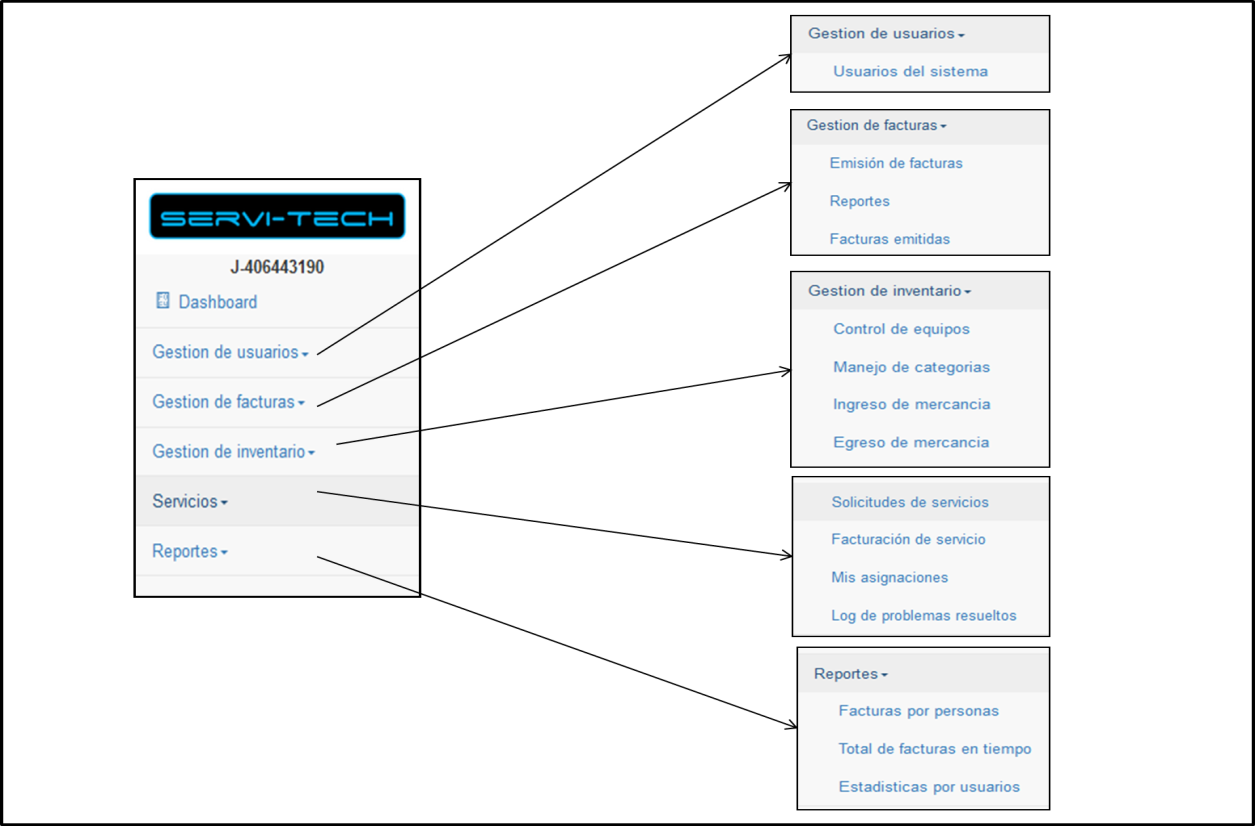 SERVI-TECH
J-406443190
Dashboard
Gestion de usuarios
Gestion de facturas
Gestion de inventario
Servicios
Reportes
Gestion de usuarios
Usuarios del sistema
Gestion de facturas
Emisión de facturas
Reportes
Facturas emitidas
Gestion de inventario
Control de equipos
Manejo de categorias
Ingreso de mercancia
Egreso de mercancia
Solicitudes de servicios
Facturación de servicio
Mis asignaciones
Log de problemas resueltos
Reportes
Facturas por personas
Total de facturas en tiempo
Estadisticas por usuarios